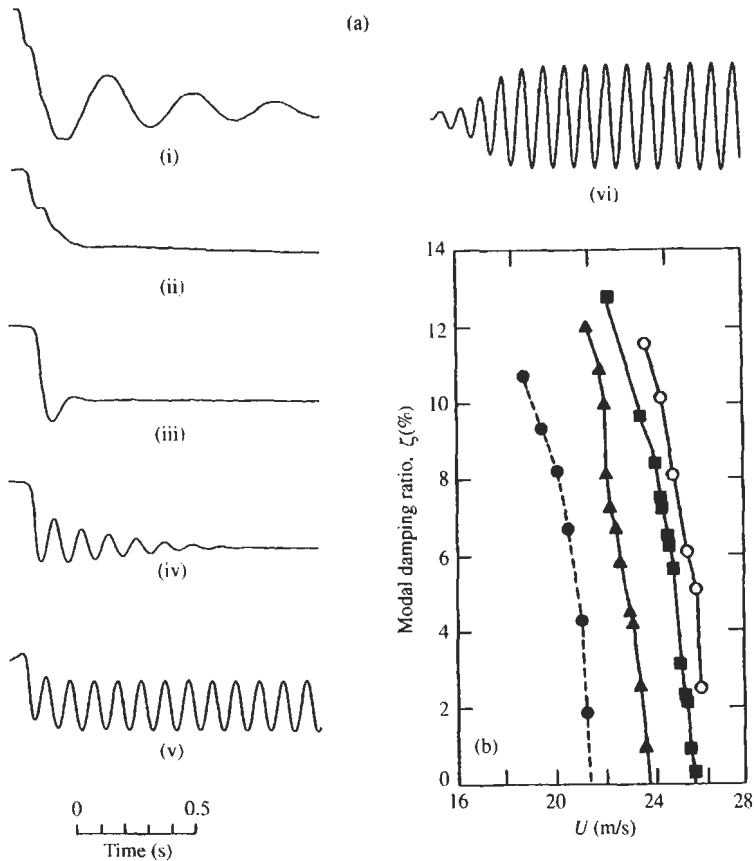 (a)
(i)
(ii)
(iii)
(iv)
(v)
0 0.5
Time (s)
(vi)
14
12
10
8
6
4
2
0
Modal damping ratio, ζ(%)
(b)
16 20 24 28
U (m/s)